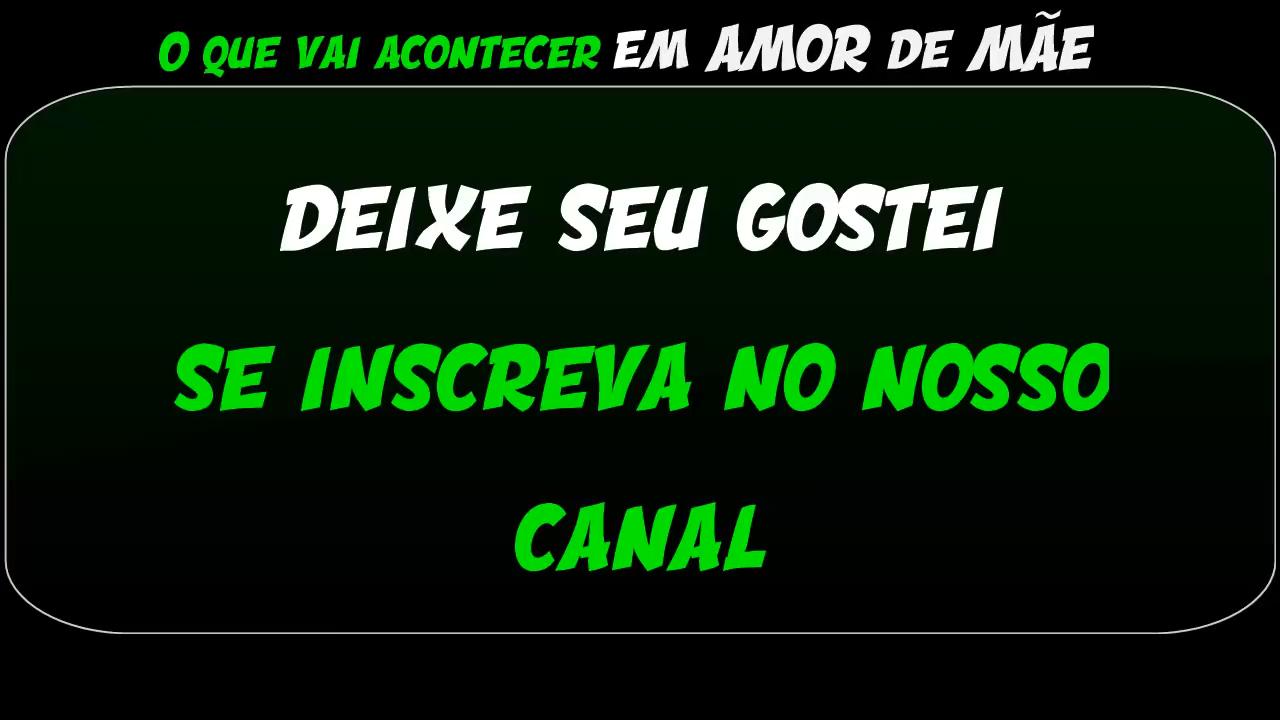 O QUE VAI ACONTECER EM AMOR DE MÃE
DEIXE SEU GOSTEI
SE INSCREVA NO NOSSO
CANAL